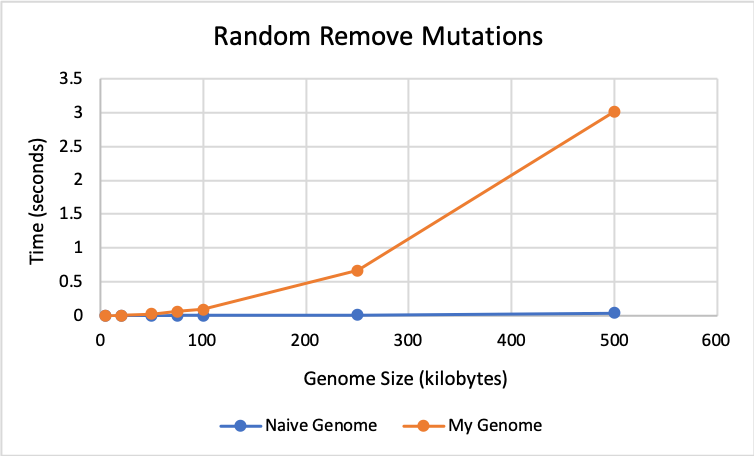 Random Remove Mutations
3.5
3
2.5
2
1.5
1
0.5
0
Time (seconds)
0 100 200 300 400 500 600
Genome Size (kilobytes)
Naive Genome My Genome